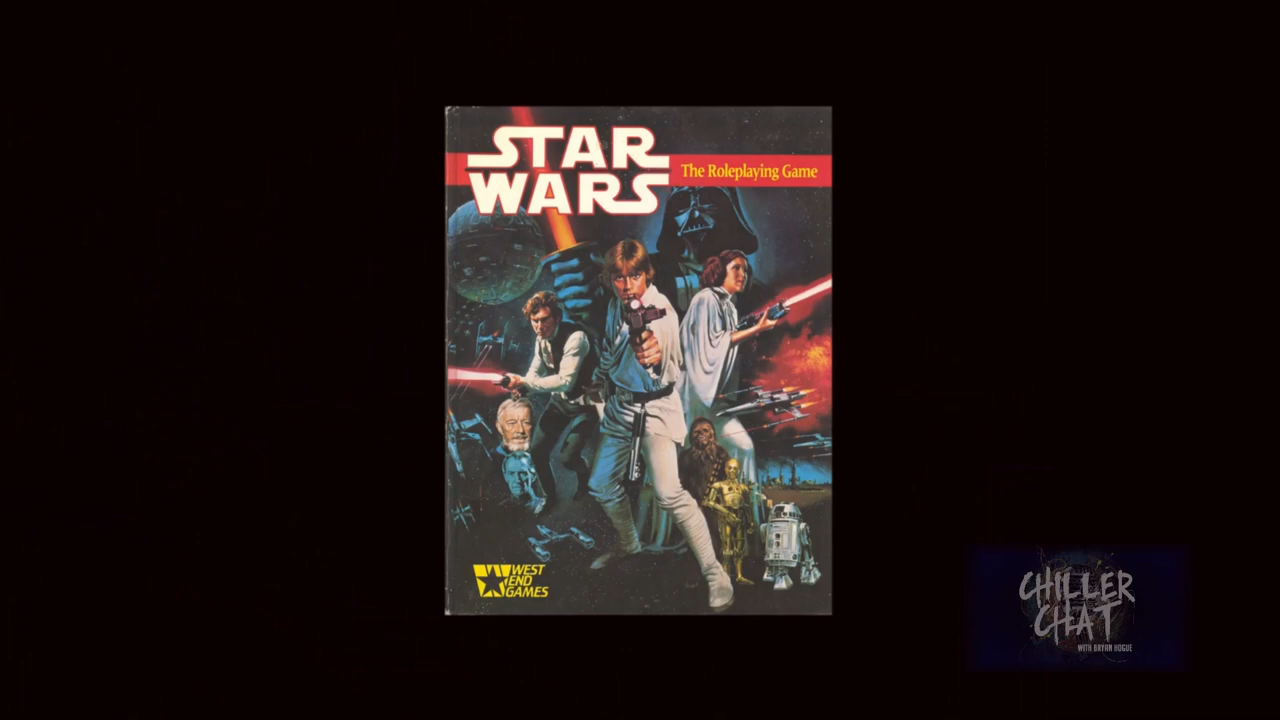 STAR
WARS
The Roleplaying Game
WEST
END
GAMES
CHILLER
CHAT
WITH BRYAN HOGUE